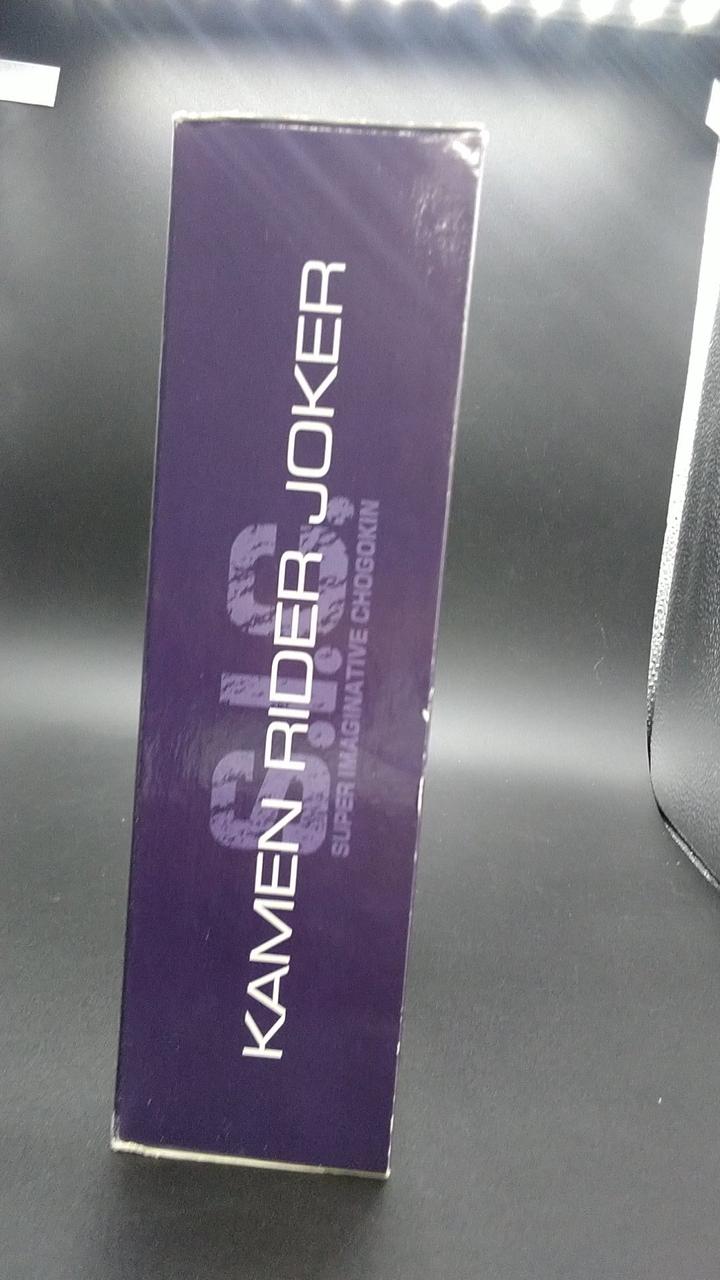 KAMEN RIDER JOKER
S.I.C.
SUPER IMAGINATIVE CHOGOKIN